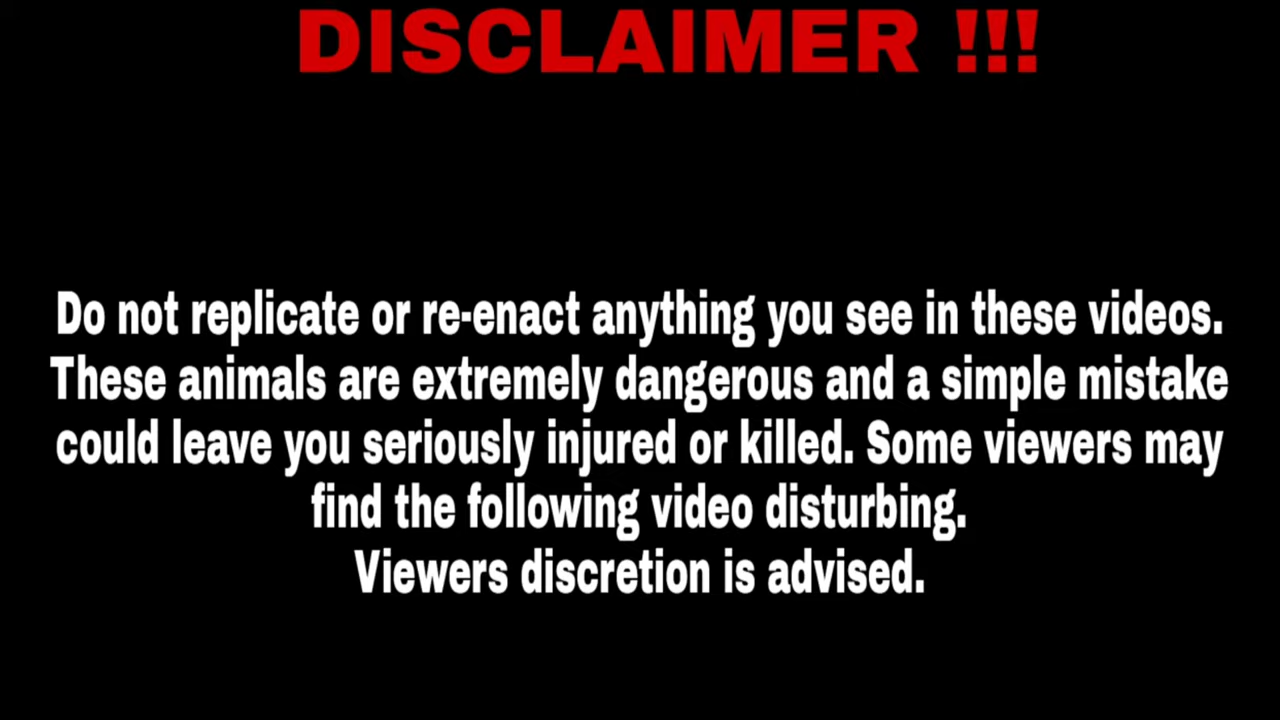 DISCLAIMER !!!
Do not replicate or re-enact anything you see in these videos.
These animals are extremely dangerous and a simple mistake
could leave you seriously injured or killed. Some viewers may
find the following video disturbing.
Viewers discretion is advised.